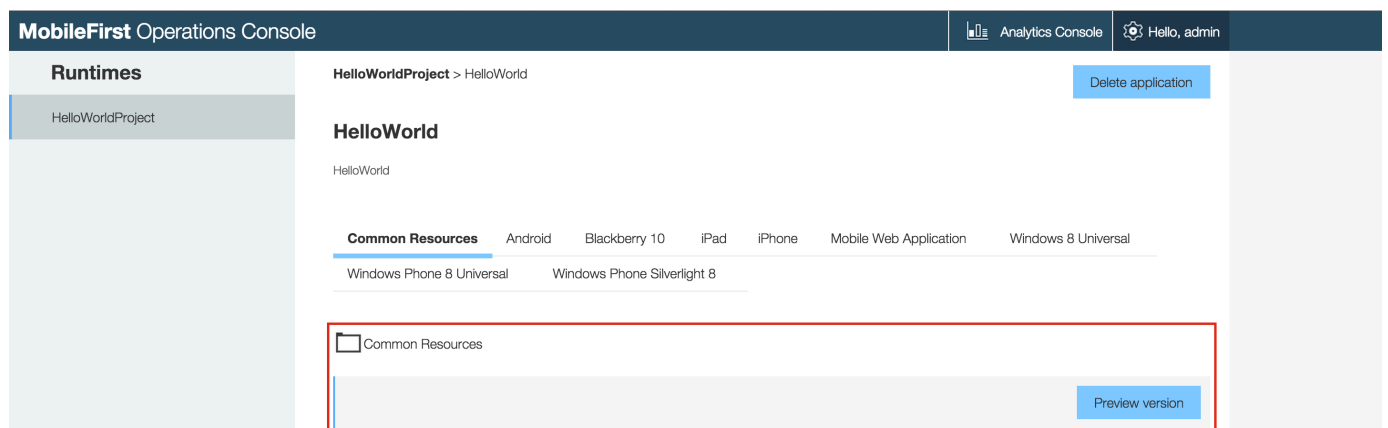 MobileFirst Operations Console
Analytics Console
Hello, admin
Runtimes
HelloWorldProject
HelloWorldProject > HelloWorld
Delete application
HelloWorld
HelloWorld
Common Resources Android Blackberry 10 iPad iPhone Mobile Web Application Windows 8 Universal
Windows Phone 8 Universal Windows Phone Silverlight 8
Common Resources
Preview version